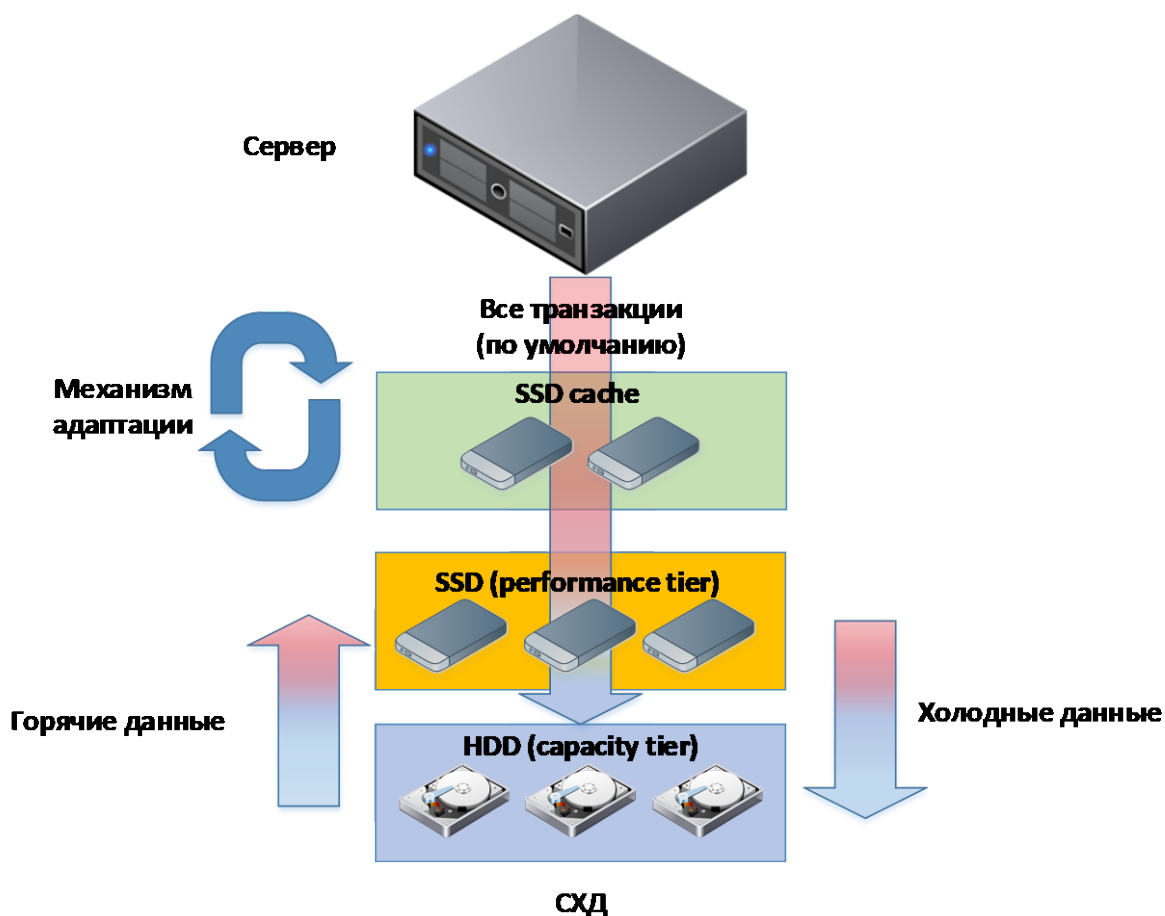 Сервер
Все транзакции
(по умолчанию)
Механизм
адаптации
SSD cache
SSD (performance tier)
Горячие данные
Холодные данные
HDD (capacity tier)
СХД